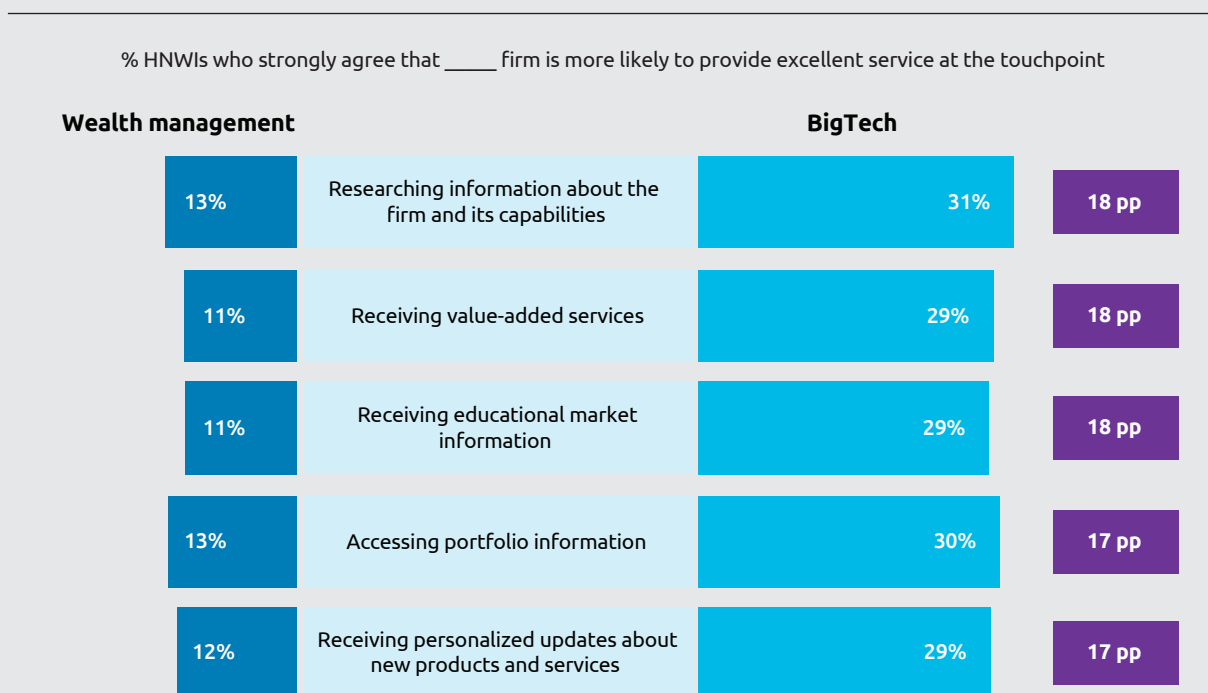 % HNWIs who strongly agree that _____ firm is more likely to provide excellent service at the touchpoint
Wealth management
BigTech
13%
Researching information about the
firm and its capabilities
31%
18 pp
11%
Receiving value-added services
29%
18 pp
11%
Receiving educational market
information
29%
18 pp
13%
Accessing portfolio information
30%
17 pp
12%
Receiving personalized updates about
new products and services
29%
17 pp